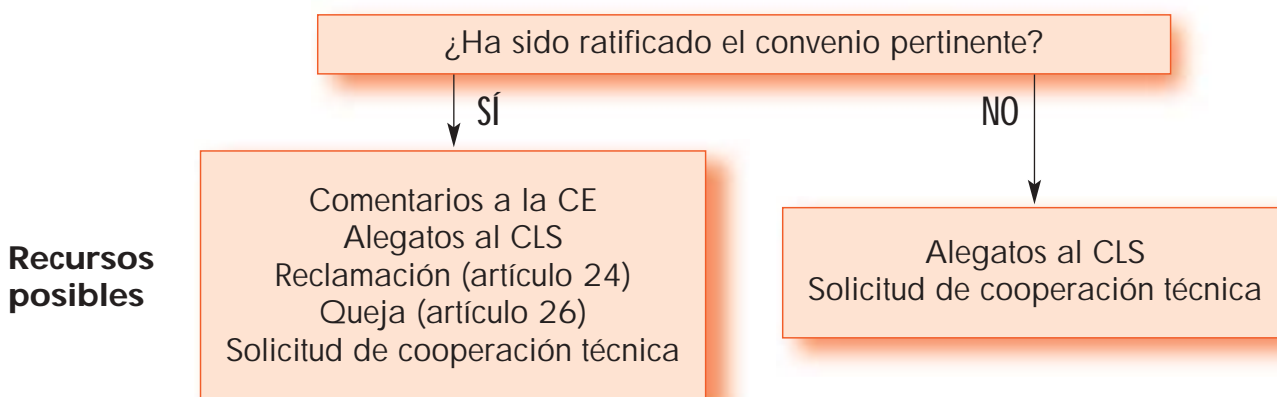 ¿Ha sido ratificado el convenio pertinente?
SÍ
NO
Recursos
posibles
Comentarios a la CE
Alegatos al CLS
Reclamación (artículo 24)
Queja (artículo 26)
Solicitud de cooperación técnica
Alegatos al CLS
Solicitud de cooperación técnica